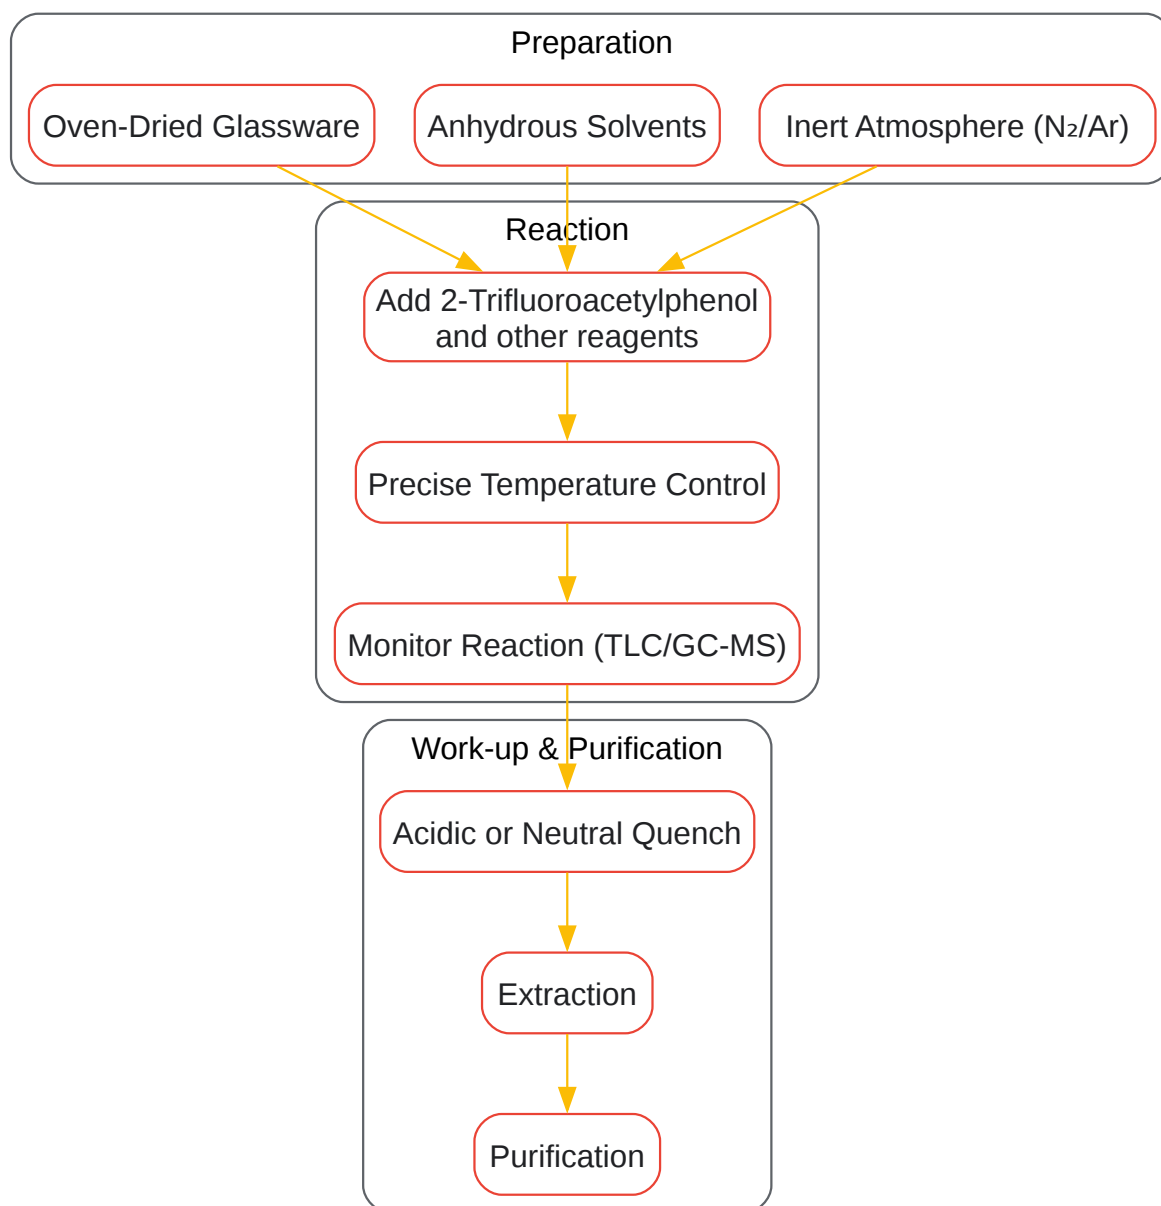 Preparation
Oven-Dried Glassware
Anhydrous Solvents
Inert Atmosphere (N₂/Ar)
Reaction
Add 2-Trifluoroacetylphenol
and other reagents
Precise Temperature Control
Monitor Reaction (TLC/GC-MS)
Work-up & Purification
Acidic or Neutral Quench
Extraction
Purification